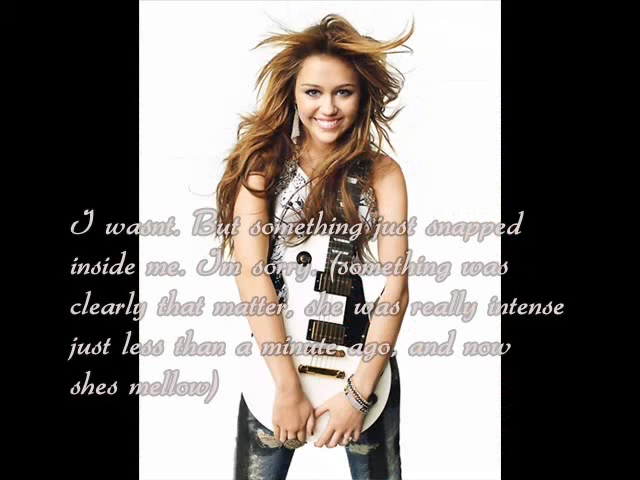 I wasnt. But something just snapped
inside me. Im sorry. (something was
clearly that matter, she was really intense
just less than a minute ago, and now
shes mellow)